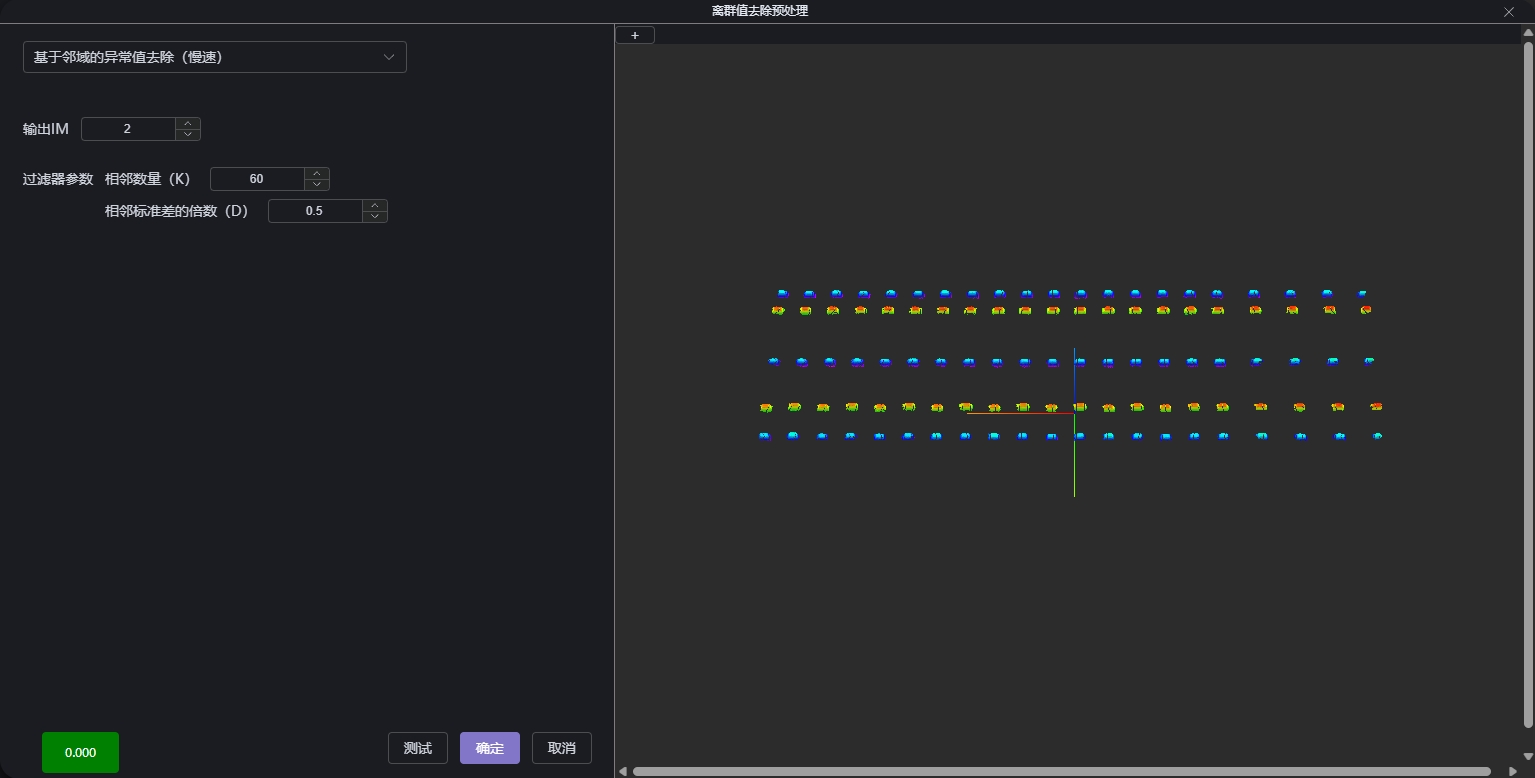 离群值去除预处理
+
基于邻域的异常值去除（慢速）
输出IM 2
过滤器参数 相邻数量（K） 60
相邻标准差的倍数（D） 0.5
0.000 测试 确定 取消